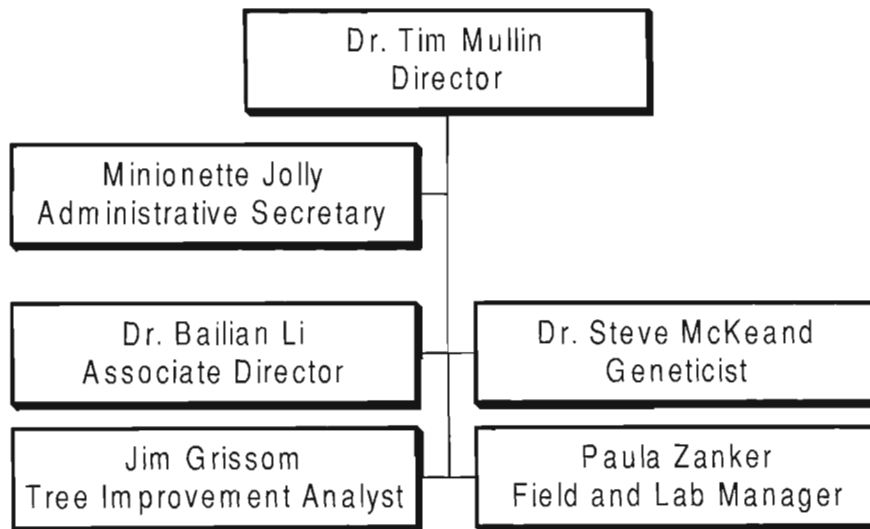 Dr. Tim Mullin
Director
Minionette Jolly
Administrative Secretary
Dr. Bailian Li
Associate Director
Dr. Steve McKeand
Geneticist
Jim Grissom
Tree Improvement Analyst
Paula Zanker
Field and Lab Manager